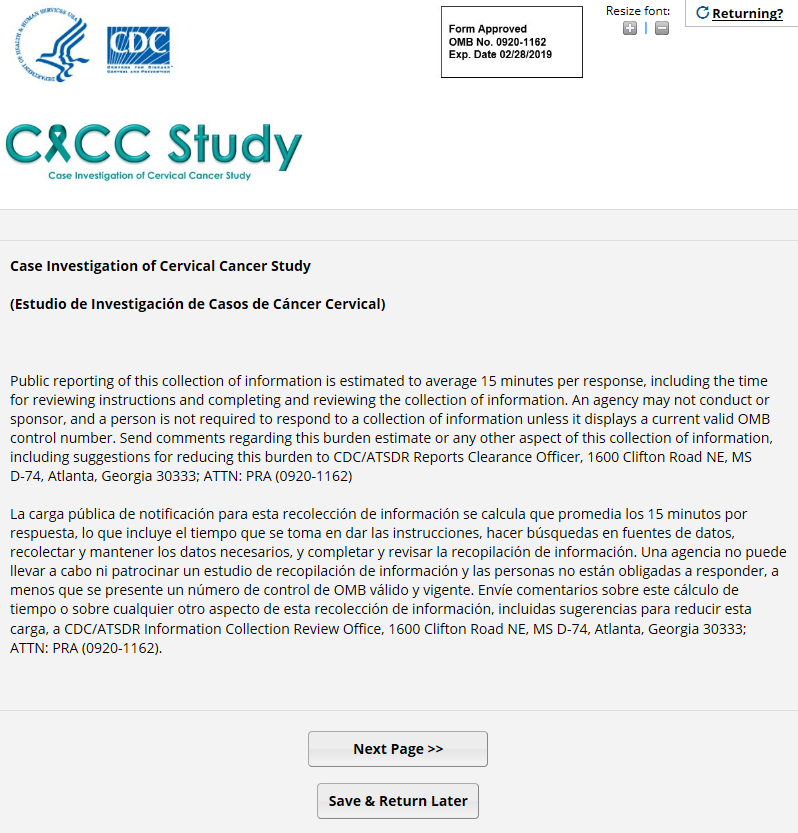 DEPARTMENT OF HEALTH & HUMAN SERVICES·USA
CDC
CENTERS FOR DISEASE™
CONTROL AND PREVENTION
Form Approved
OMB No. 0920-1162
Exp. Date 02/28/2019
Resize font:
+ | −
Returning?
CICC Study
Case Investigation of Cervical Cancer Study
Case Investigation of Cervical Cancer Study
(Estudio de Investigación de Casos de Cáncer Cervical)
Public reporting of this collection of information is estimated to average 15 minutes per response, including the time
for reviewing instructions and completing and reviewing the collection of information. An agency may not conduct or
sponsor, and a person is not required to respond to a collection of information unless it displays a current valid OMB
control number. Send comments regarding this burden estimate or any other aspect of this collection of information,
including suggestions for reducing this burden to CDC/ATSDR Reports Clearance Officer, 1600 Clifton Road NE, MS
D-74, Atlanta, Georgia 30333; ATTN: PRA (0920-1162)
La carga pública de notificación para esta recolección de información se calcula que promedia los 15 minutos por
respuesta, lo que incluye el tiempo que se toma en dar las instrucciones, hacer búsquedas en fuentes de datos,
recolectar y mantener los datos necesarios, y completar y revisar la recopilación de información. Una agencia no puede
llevar a cabo ni patrocinar un estudio de recopilación de información y las personas no están obligadas a responder, a
menos que se presente un número de control de OMB válido y vigente. Envíe comentarios sobre este cálculo de
tiempo o sobre cualquier otro aspecto de esta recolección de información, incluidas sugerencias para reducir esta
carga, a CDC/ATSDR Information Collection Review Office, 1600 Clifton Road NE, MS D-74, Atlanta, Georgia 30333;
ATTN: PRA (0920-1162).
Next Page >>
Save & Return Later